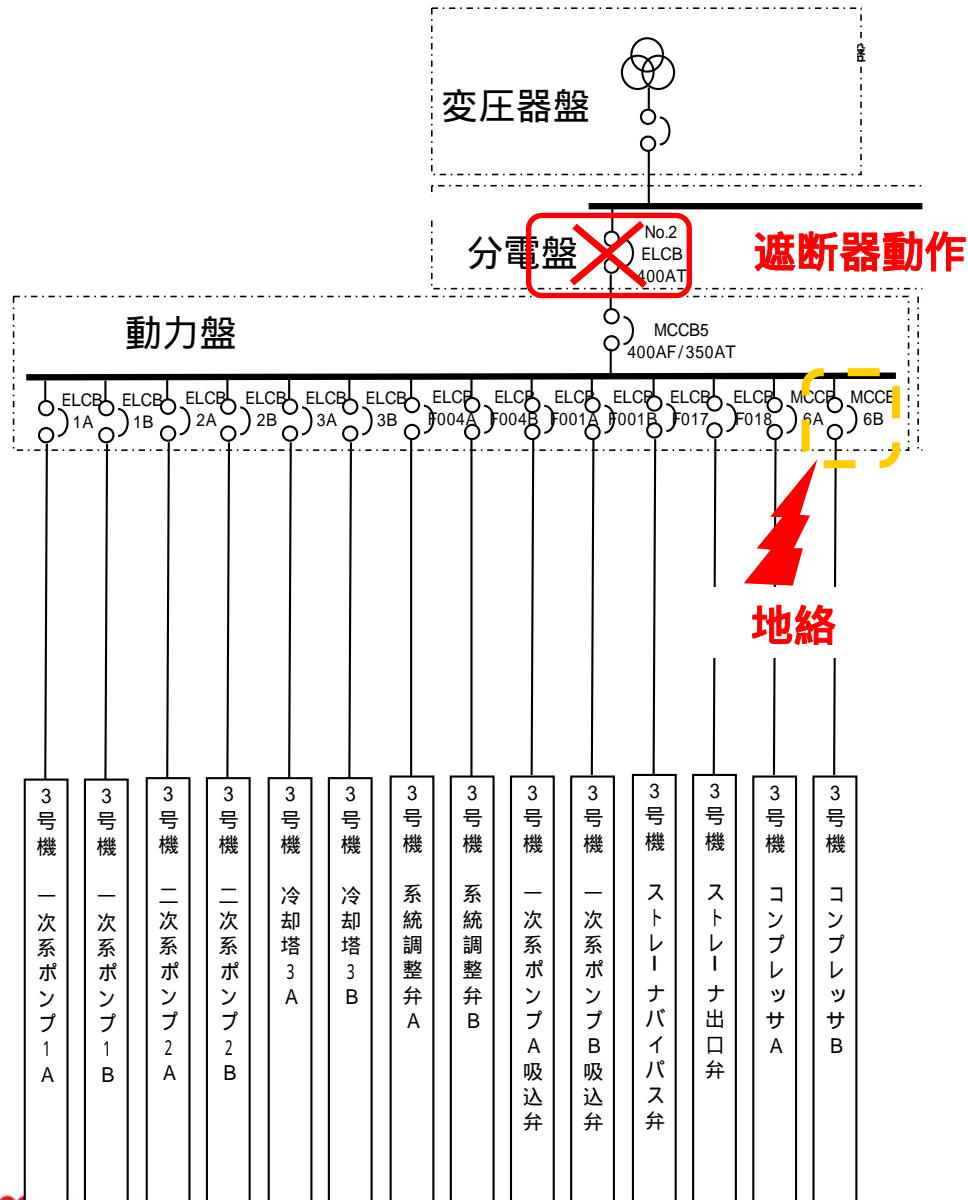 変圧器盤
分電盤
No.2
ELCB
400AT
遮断器動作
動力盤
MCCB5
400AF/350AT
ELCB
1A
ELCB
1B
ELCB
2A
ELCB
2B
ELCB
3A
ELCB
3B
ELCB
F004A
ELCB
F004B
ELCB
F001A
ELCB
F001B
ELCB
F017
ELCB
F018
MCCB
6A
MCCB
6B
地絡
3号機 一次系ポンプ1A
3号機 一次系ポンプ1B
3号機 二次系ポンプ2A
3号機 二次系ポンプ2B
3号機 冷却塔3A
3号機 冷却塔3B
3号機 系統調整弁A
3号機 系統調整弁B
3号機 一次系ポンプA吸込弁
3号機 一次系ポンプB吸込弁
3号機 ストレーナバイパス弁
3号機 ストレーナ出口弁
3号機 コンプレッサA
3号機 コンプレッサB